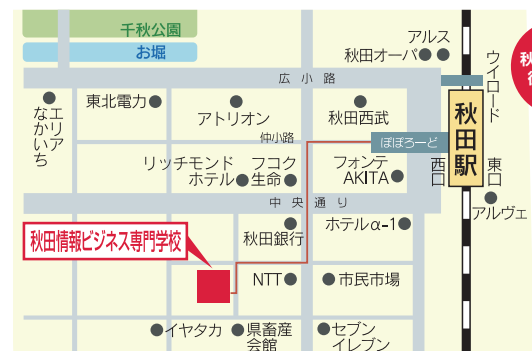 千秋公園
お堀
アルス
秋田オーパ
ウイロード
広小路
エリア
なかいち
東北電力
アトリオン
秋田西武
仲小路
ぽぽろーど
秋田駅
西口
東口
アルヴェ
リッチモンド
ホテル
フコク
生命
フォンテ
AKITA
中央通り
秋田情報ビジネス専門学校
秋田銀行
ホテルα-1
NTT
市民市場
イヤタカ
県畜産
会館
セブン
イレブン